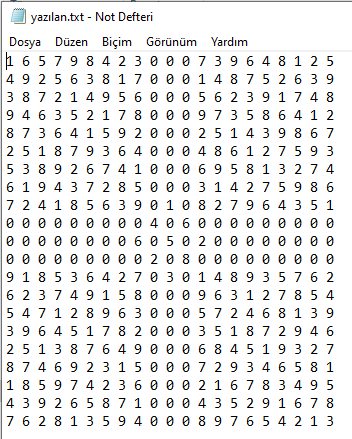 yazılan.txt - Not Defteri
Dosya Düzen Biçim Görünüm Yardım
1 6 5 7 9 8 4 2 3 0 0 0 7 3 9 6 4 8 1 2 5
4 9 2 5 6 3 8 1 7 0 0 0 1 4 8 7 5 2 6 3 9
3 8 7 2 1 4 9 5 6 0 0 0 5 6 2 3 9 1 7 4 8
9 4 6 3 5 2 1 7 8 0 0 0 9 7 3 5 8 6 4 1 2
8 7 3 6 4 1 5 9 2 0 0 0 2 5 1 4 3 9 8 6 7
2 5 1 8 7 9 3 6 4 0 0 0 4 8 6 1 2 7 5 9 3
5 3 8 9 2 6 7 4 1 0 0 0 6 9 5 8 1 3 2 7 4
6 1 9 4 3 7 2 8 5 0 0 0 3 1 4 2 7 5 9 8 6
7 2 4 1 8 5 6 3 9 0 1 0 8 2 7 9 6 4 3 5 1
0 0 0 0 0 0 0 0 4 0 6 0 0 0 0 0 0 0 0 0 0
0 0 0 0 0 0 0 6 0 5 0 2 0 0 0 0 0 0 0 0 0
0 0 0 0 0 0 0 0 2 0 8 0 0 0 0 0 0 0 0 0 0
9 1 8 5 3 6 4 2 7 0 3 0 1 4 8 9 3 5 7 6 2
6 2 3 7 4 9 1 5 8 0 0 0 9 6 3 1 2 7 8 5 4
5 4 7 1 2 8 9 6 3 0 0 0 5 7 2 4 6 8 1 3 9
3 9 6 4 5 1 7 8 2 0 0 0 3 5 1 8 7 2 9 4 6
2 5 1 3 8 7 6 4 9 0 0 0 6 8 4 5 1 9 3 2 7
8 7 4 6 9 2 3 1 5 0 0 0 7 2 9 3 4 6 5 8 1
1 8 5 9 7 4 2 3 6 0 0 0 2 1 6 7 8 3 4 9 5
4 3 9 2 6 5 8 7 1 0 0 0 4 3 5 2 9 1 6 7 8
7 6 2 8 1 3 5 9 4 0 0 0 8 9 7 6 5 4 2 1 3